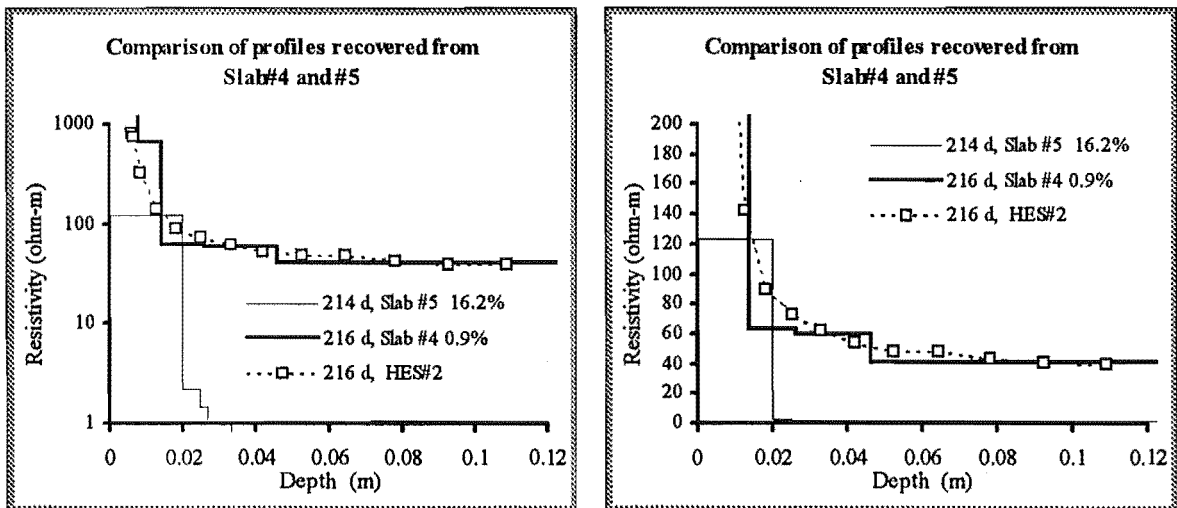 Comparison of profiles recovered from
Slab#4 and #5
Resistivity (ohm-m)
1000
100
10
1
214 d, Slab #5 16.2%
216 d, Slab #4 0.9%
216 d, HES#2
0
0.02
0.04
0.06
0.08
0.1
0.12
Depth (m)
Comparison of profiles recovered from
Slab#4 and #5
Resistivity (ohm-m)
200
180
160
140
120
100
80
60
40
20
0
214 d, Slab #5 16.2%
216 d, Slab #4 0.9%
216 d, HES#2
0
0.02
0.04
0.06
0.08
0.1
0.12
Depth (m)